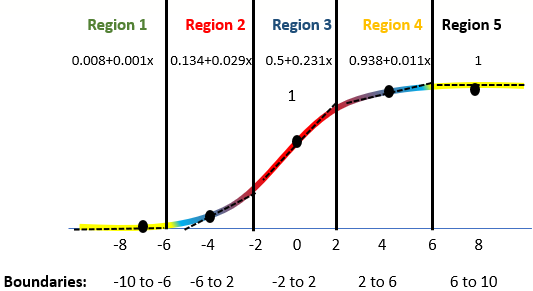 Region 1 Region 2 Region 3 Region 4 Region 5
0.008+0.001x 0.134+0.029x 0.5+0.231x 0.938+0.011x 1
1
-8 -6 -4 -2 0 2 4 6 8
Boundaries: -10 to -6 -6 to 2 -2 to 2 2 to 6 6 to 10